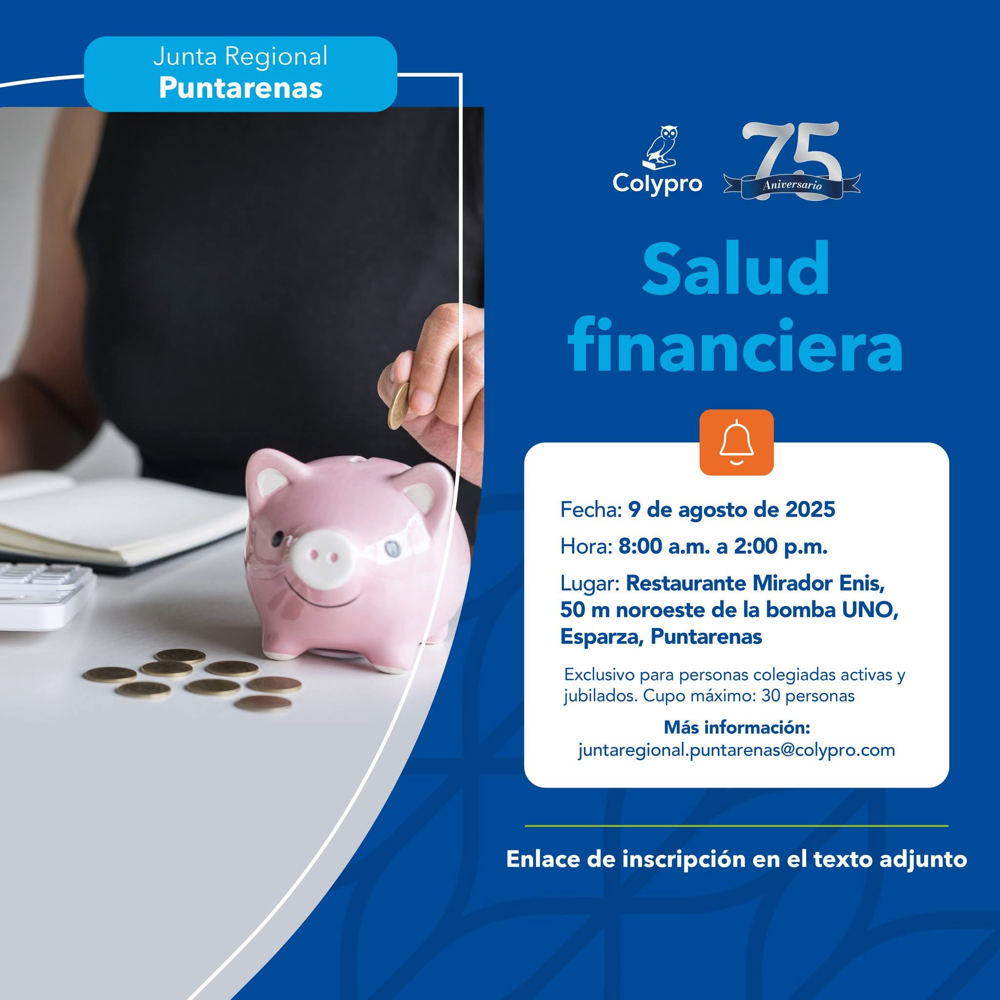 Junta Regional
Puntarenas
Colypro
75
Aniversario
Salud
financiera
Fecha: 9 de agosto de 2025
Hora: 8:00 a.m. a 2:00 p.m.
Lugar: Restaurante Mirador Enis,
50 m noroeste de la bomba UNO,
Esparza, Puntarenas
Exclusivo para personas colegiadas activas y
jubilados. Cupo máximo: 30 personas
Más información:
juntaregional.puntarenas@colypro.com
Enlace de inscripción en el texto adjunto